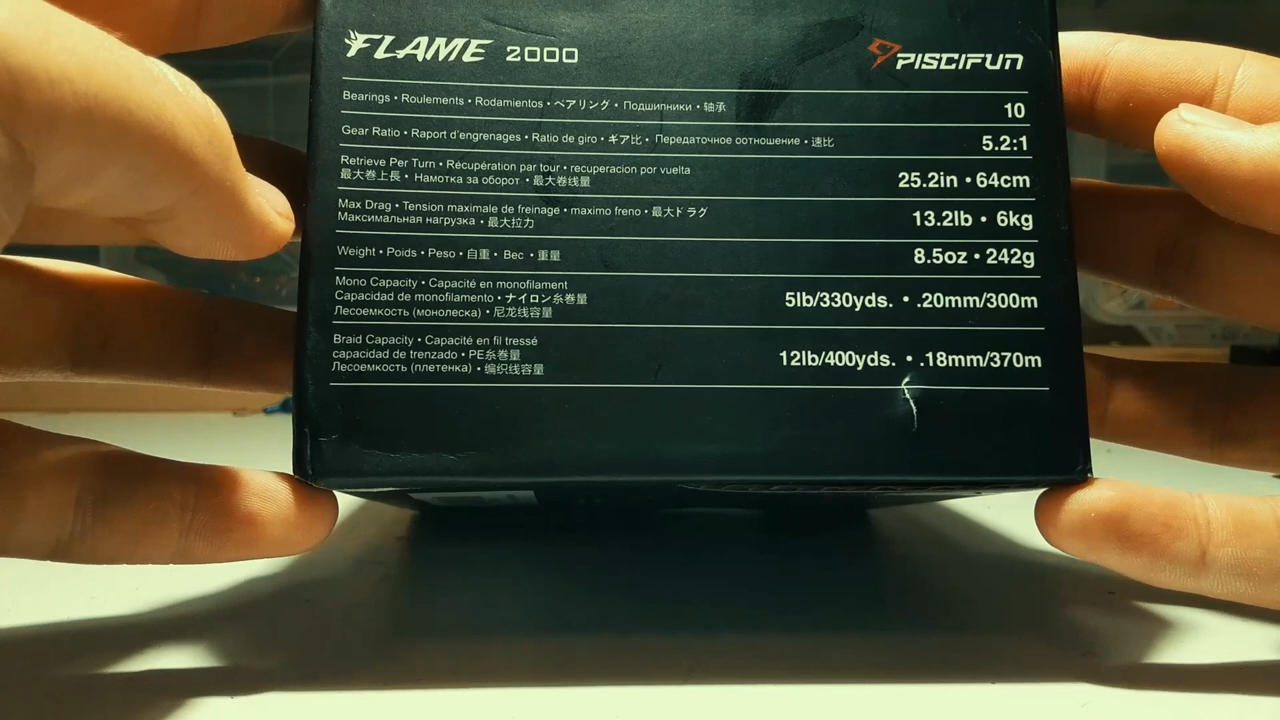 FLAME 2000
PISCIFUN
Bearings • Roulements • Rodamientos • ベアリング • Подшипники • 轴承
10
Gear Ratio • Raport d'engrenages • Ratio de giro • ギア比 • Передаточное оотношение • 速比
5.2:1
Retrieve Per Turn • Récupération par tour • recuperacion por vuelta
最大巻上長 • Намотка за оборот • 最大卷线量
25.2in • 64cm
Max Drag • Tension maximale de freinage • maximo freno • 最大ドラグ
Максимальная нагрузка • 最大拉力
13.2lb • 6kg
Weight • Poids • Peso • 自重 • Вес • 重量
8.5oz • 242g
Mono Capacity • Capacité en monofilament
Capacidad de monofilamento • ナイロン糸巻量
Лесоемкость (монолеска) • 尼龙线容量
5lb/330yds. • .20mm/300m
Braid Capacity • Capacité en fil tressé
capacidad de trenzado • PE糸巻量
Лесоемкость (плетенка) • 编织线容量
12lb/400yds. • .18mm/370m